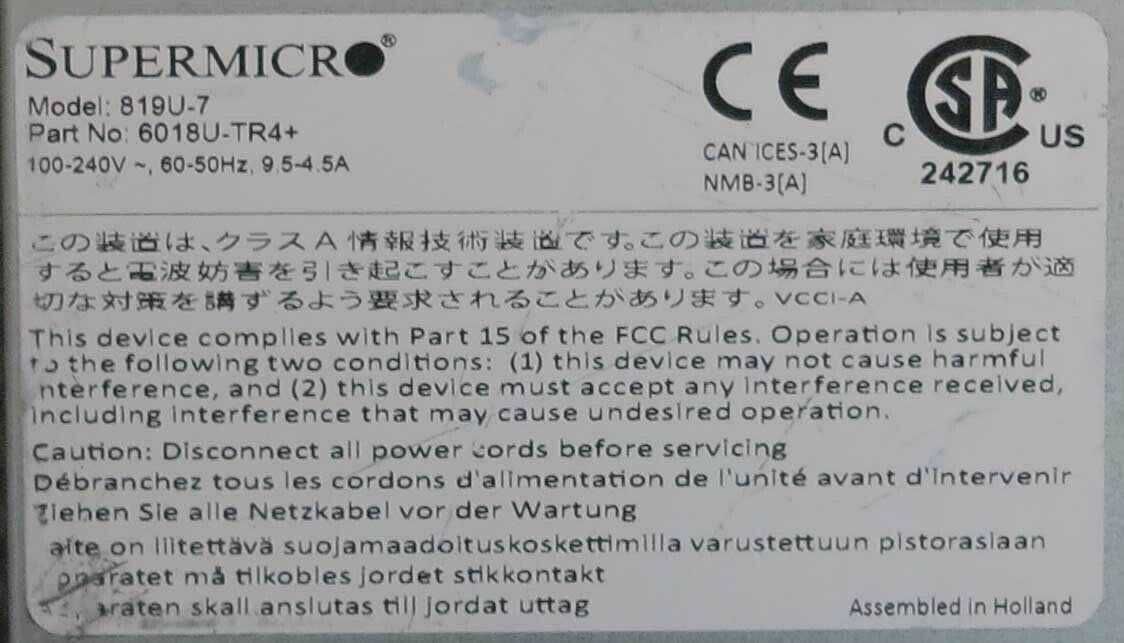 SUPERMICRO®
Model: 819U-7
Part No: 6018U-TR4+
100-240V ~, 60-50Hz, 9.5-4.5A
CE
CSA®
C US
CAN ICES-3[A]
NMB-3[A]
242716
この装置は、クラスA情報技術装置です。この装置を家庭環境で使用
すると電波妨害を引き起こすことがあります。この場合には使用者が適
切な対策を講ずるよう要求されることがあります。VCCI-A
This device complies with Part 15 of the FCC Rules. Operation is subject
the following two conditions: (1) this device may not cause harmful
nterference, and (2) this device must accept any interference received,
including interference that may cause undesired operation.
Caution: Disconnect all power cords before servicing
Débranchez tous les cordons d'alimentation de l'unité avant d'intervenir
Ziehen Sie alle Netzkabel vor der Wartung
aite on liitettävä suojamaadoituskoskettimilla varustettuun pistorasiaan
pparatet må tilkobles jordet stikkontakt
araten skall anslutas till jordat uttag
Assembled in Holland